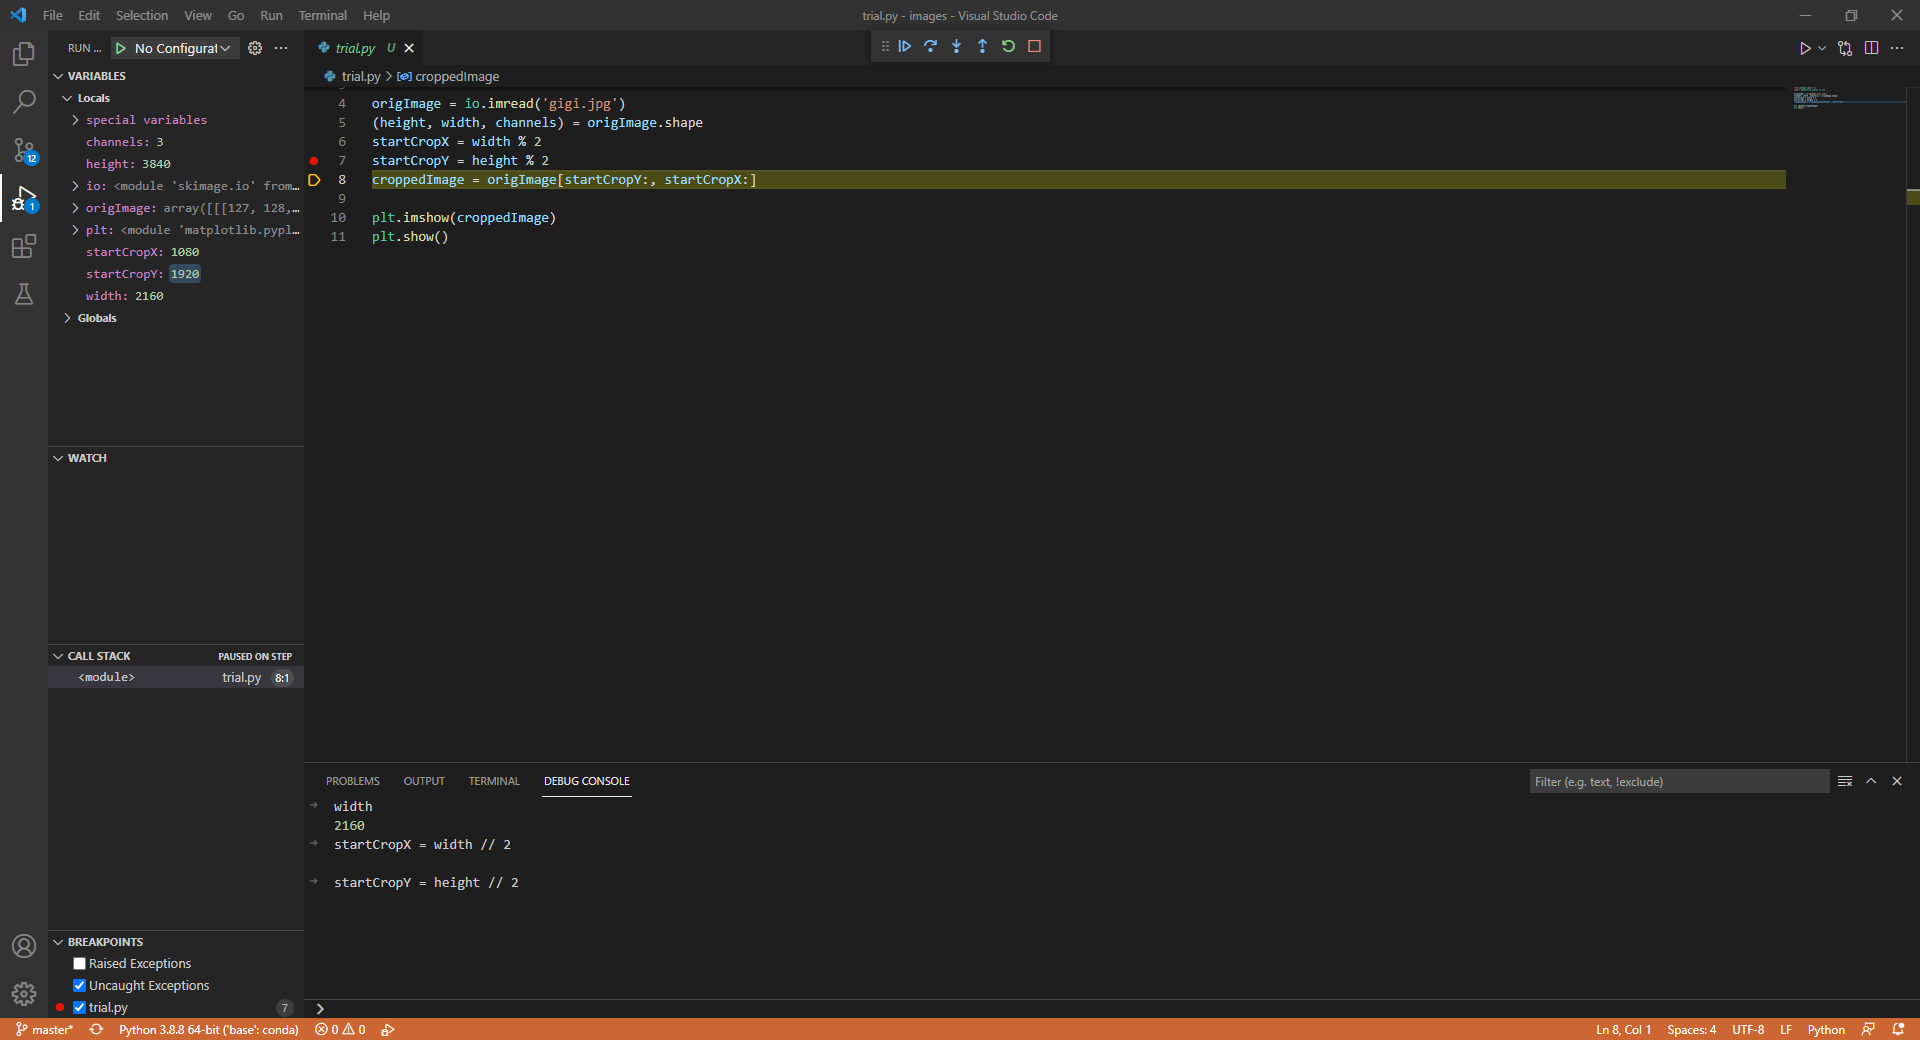 File Edit Selection View Go Run Terminal Help
trial.py - images - Visual Studio Code
RUN ... No Configurat
VARIABLES
Locals
special variables
channels: 3
height: 3840
io: <module 'skimage.io' from...
origImage: array([[[127, 128,...
plt: <module 'matplotlib.pypl...
startCropX: 1080
startCropY: 1920
width: 2160
Globals
WATCH
CALL STACK PAUSED ON STEP
<module> trial.py 8:1
BREAKPOINTS
Raised Exceptions
Uncaught Exceptions
trial.py 7
12
1
trial.py U
trial.py > croppedImage
4 origImage = io.imread('gigi.jpg')
5 (height, width, channels) = origImage.shape
6 startCropX = width % 2
7 startCropY = height % 2
8 croppedImage = origImage[startCropY:, startCropX:]
9
10 plt.imshow(croppedImage)
11 plt.show()
PROBLEMS OUTPUT TERMINAL DEBUG CONSOLE
Filter (e.g. text, !exclude)
width
2160
startCropX = width // 2
startCropY = height // 2
master* Python 3.8.8 64-bit ('base': conda) 0 0
Ln 8, Col 1 Spaces: 4 UTF-8 LF Python